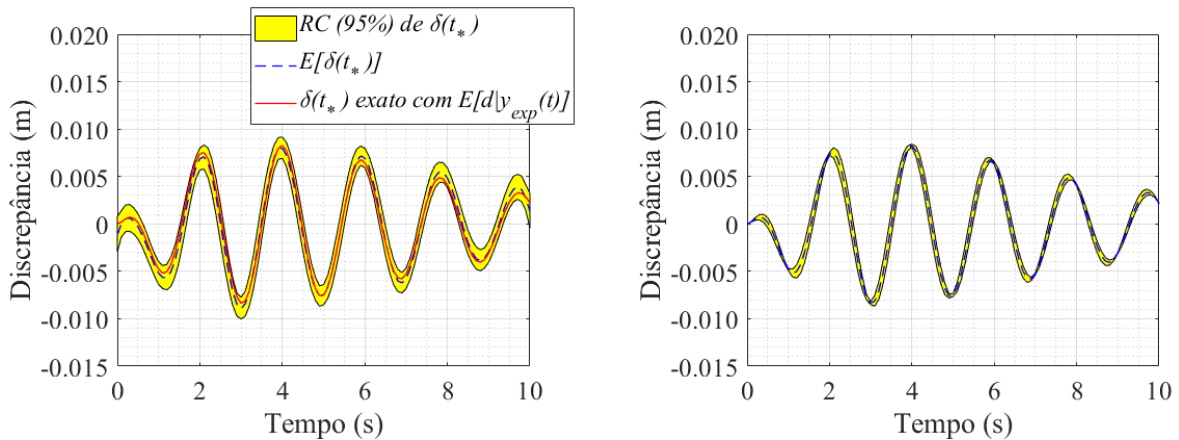 RC (95%) de δ(t*)
E[δ(t*)]
δ(t*) exato com E[d|y_exp(t)]
Discrepância (m)
0.020
0.015
0.010
0.005
0
-0.005
-0.010
-0.015
0 2 4 6 8 10
Tempo (s)
Discrepância (m)
0.020
0.015
0.010
0.005
0
-0.005
-0.010
-0.015
0 2 4 6 8 10
Tempo (s)